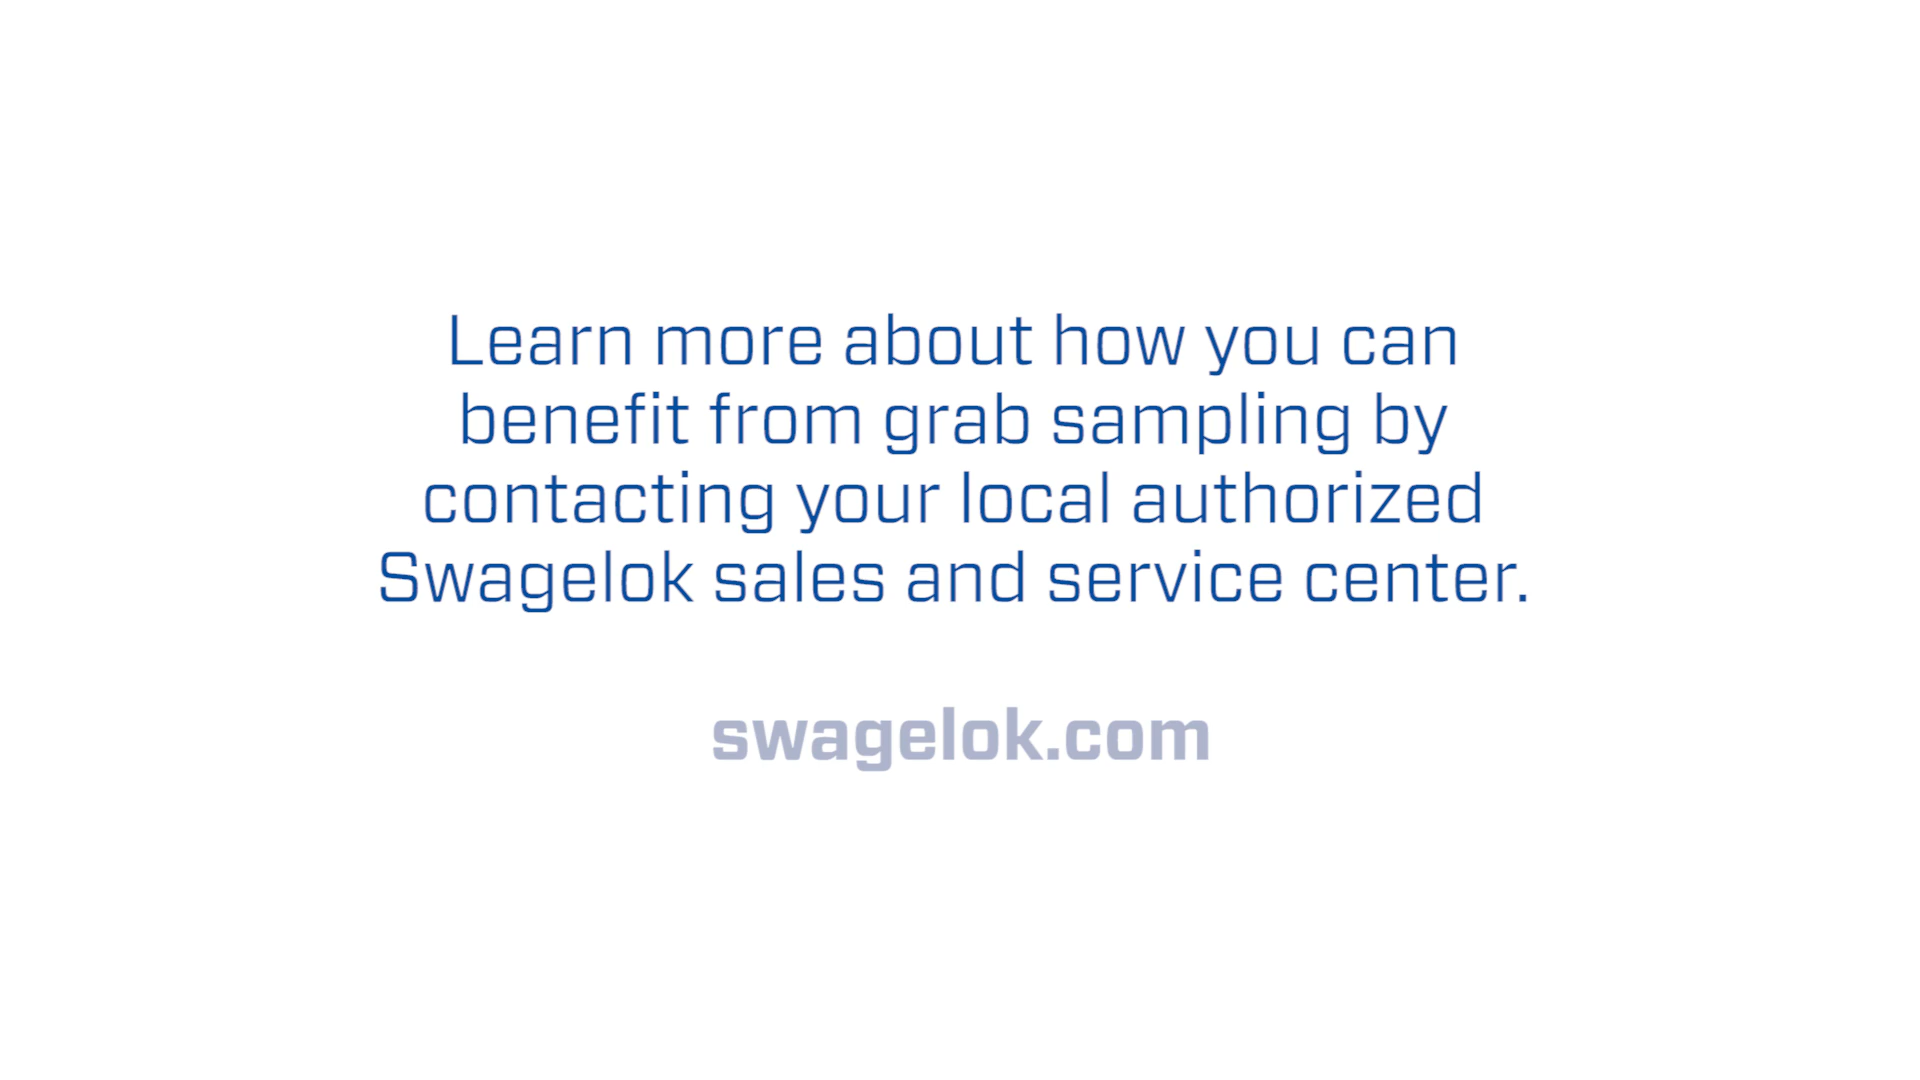 Learn more about how you can
benefit from grab sampling by
contacting your local authorized
Swagelok sales and service center.
swagelok.com